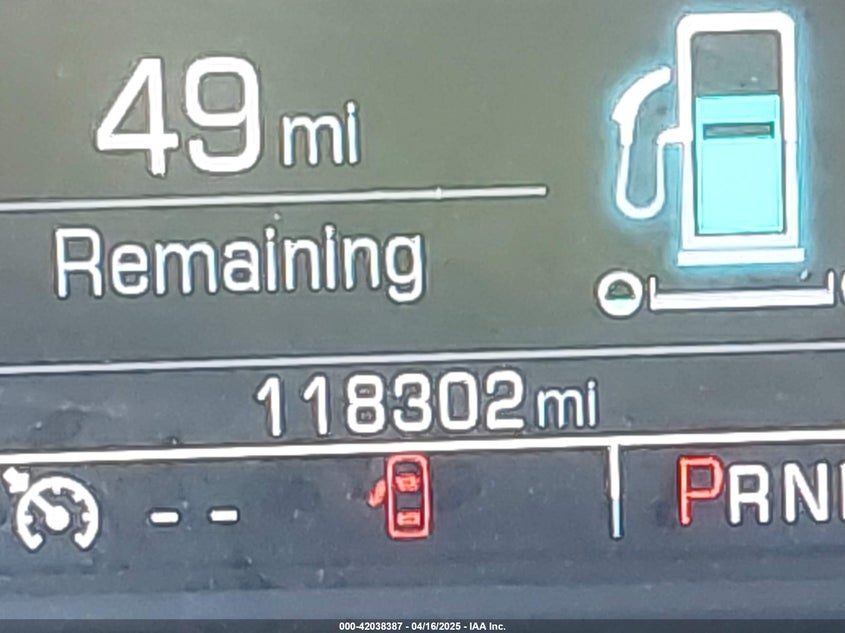 49 mi
Remaining
118302 mi
-- PRN
000-42038387 - 04/16/2025 - IAA Inc.